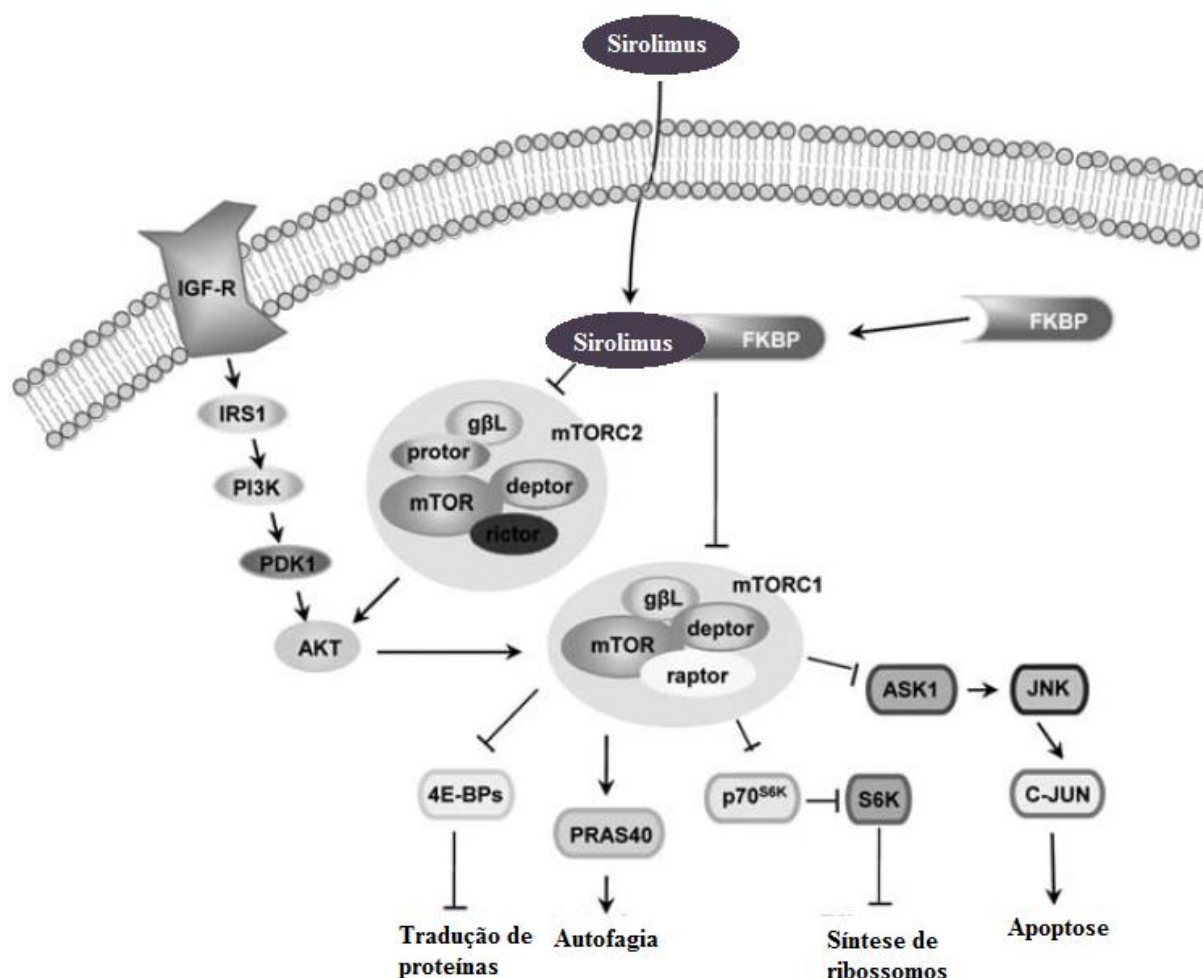 Sirolimus
IGF-R
Sirolimus
FKBP
FKBP
IRS1
PI3K
PDK1
AKT
gβL
mTORC2
protor
deptor
mTOR
rictor
mTORC1
gβL
deptor
mTOR
raptor
ASK1
JNK
4E-BPs
PRAS40
p70S6K
S6K
C-JUN
Tradução de
proteínas
Autofagia
Síntese de
ribossomos
Apoptose